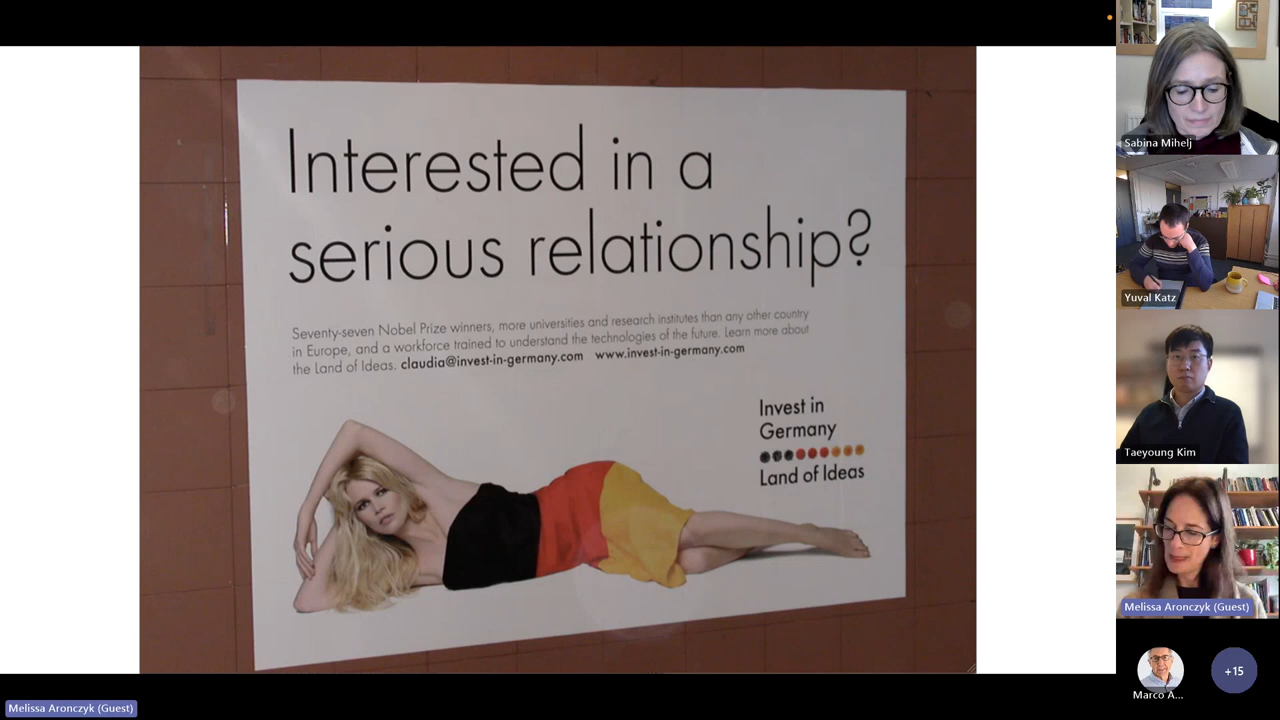 Interested in a
serious relationship?
Seventy-seven Nobel Prize winners, more universities and research institutes than any other country
in Europe, and a workforce trained to understand the technologies of the future. Learn more about
the Land of Ideas. claudia@invest-in-germany.com www.invest-in-germany.com
Invest in
Germany
Land of Ideas
Sabina Mihelj
Yuval Katz
Taeyoung Kim
Melissa Aronczyk (Guest)
Marco A...
+15
Melissa Aronczyk (Guest)